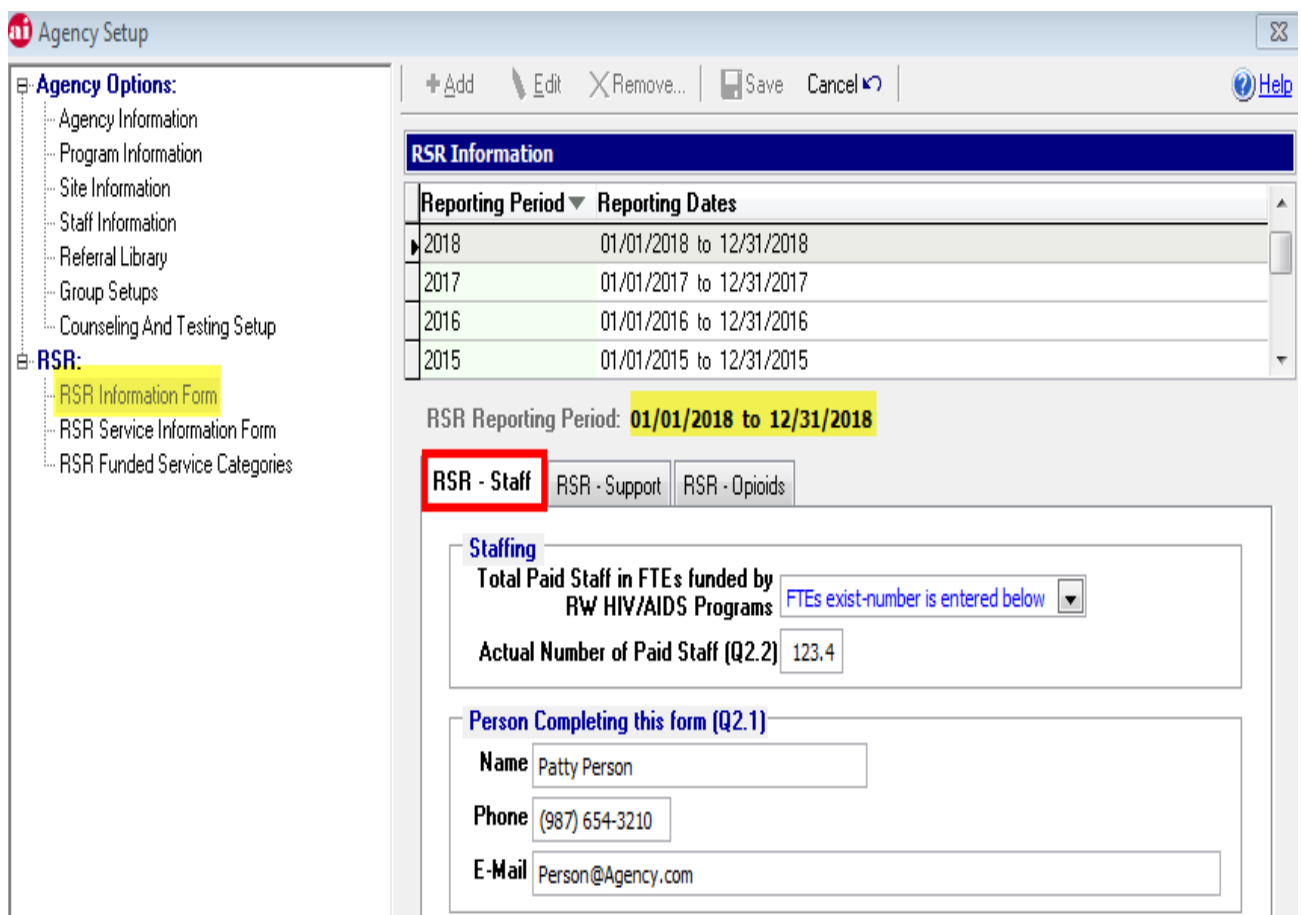 ai Agency Setup
Agency Options:
Agency Information
Program Information
Site Information
Staff Information
Referral Library
Group Setups
Counseling And Testing Setup
RSR:
RSR Information Form
RSR Service Information Form
RSR Funded Service Categories
Add Edit Remove... Save Cancel Help
RSR Information
Reporting Period Reporting Dates
2018 01/01/2018 to 12/31/2018
2017 01/01/2017 to 12/31/2017
2016 01/01/2016 to 12/31/2016
2015 01/01/2015 to 12/31/2015
RSR Reporting Period: 01/01/2018 to 12/31/2018
RSR - Staff RSR - Support RSR - Opioids
Staffing
Total Paid Staff in FTEs funded by
RW HIV/AIDS Programs FTEs exist-number is entered below
Actual Number of Paid Staff (Q2.2) 123.4
Person Completing this form (Q2.1)
Name Patty Person
Phone (987) 654-3210
E-Mail Person@Agency.com